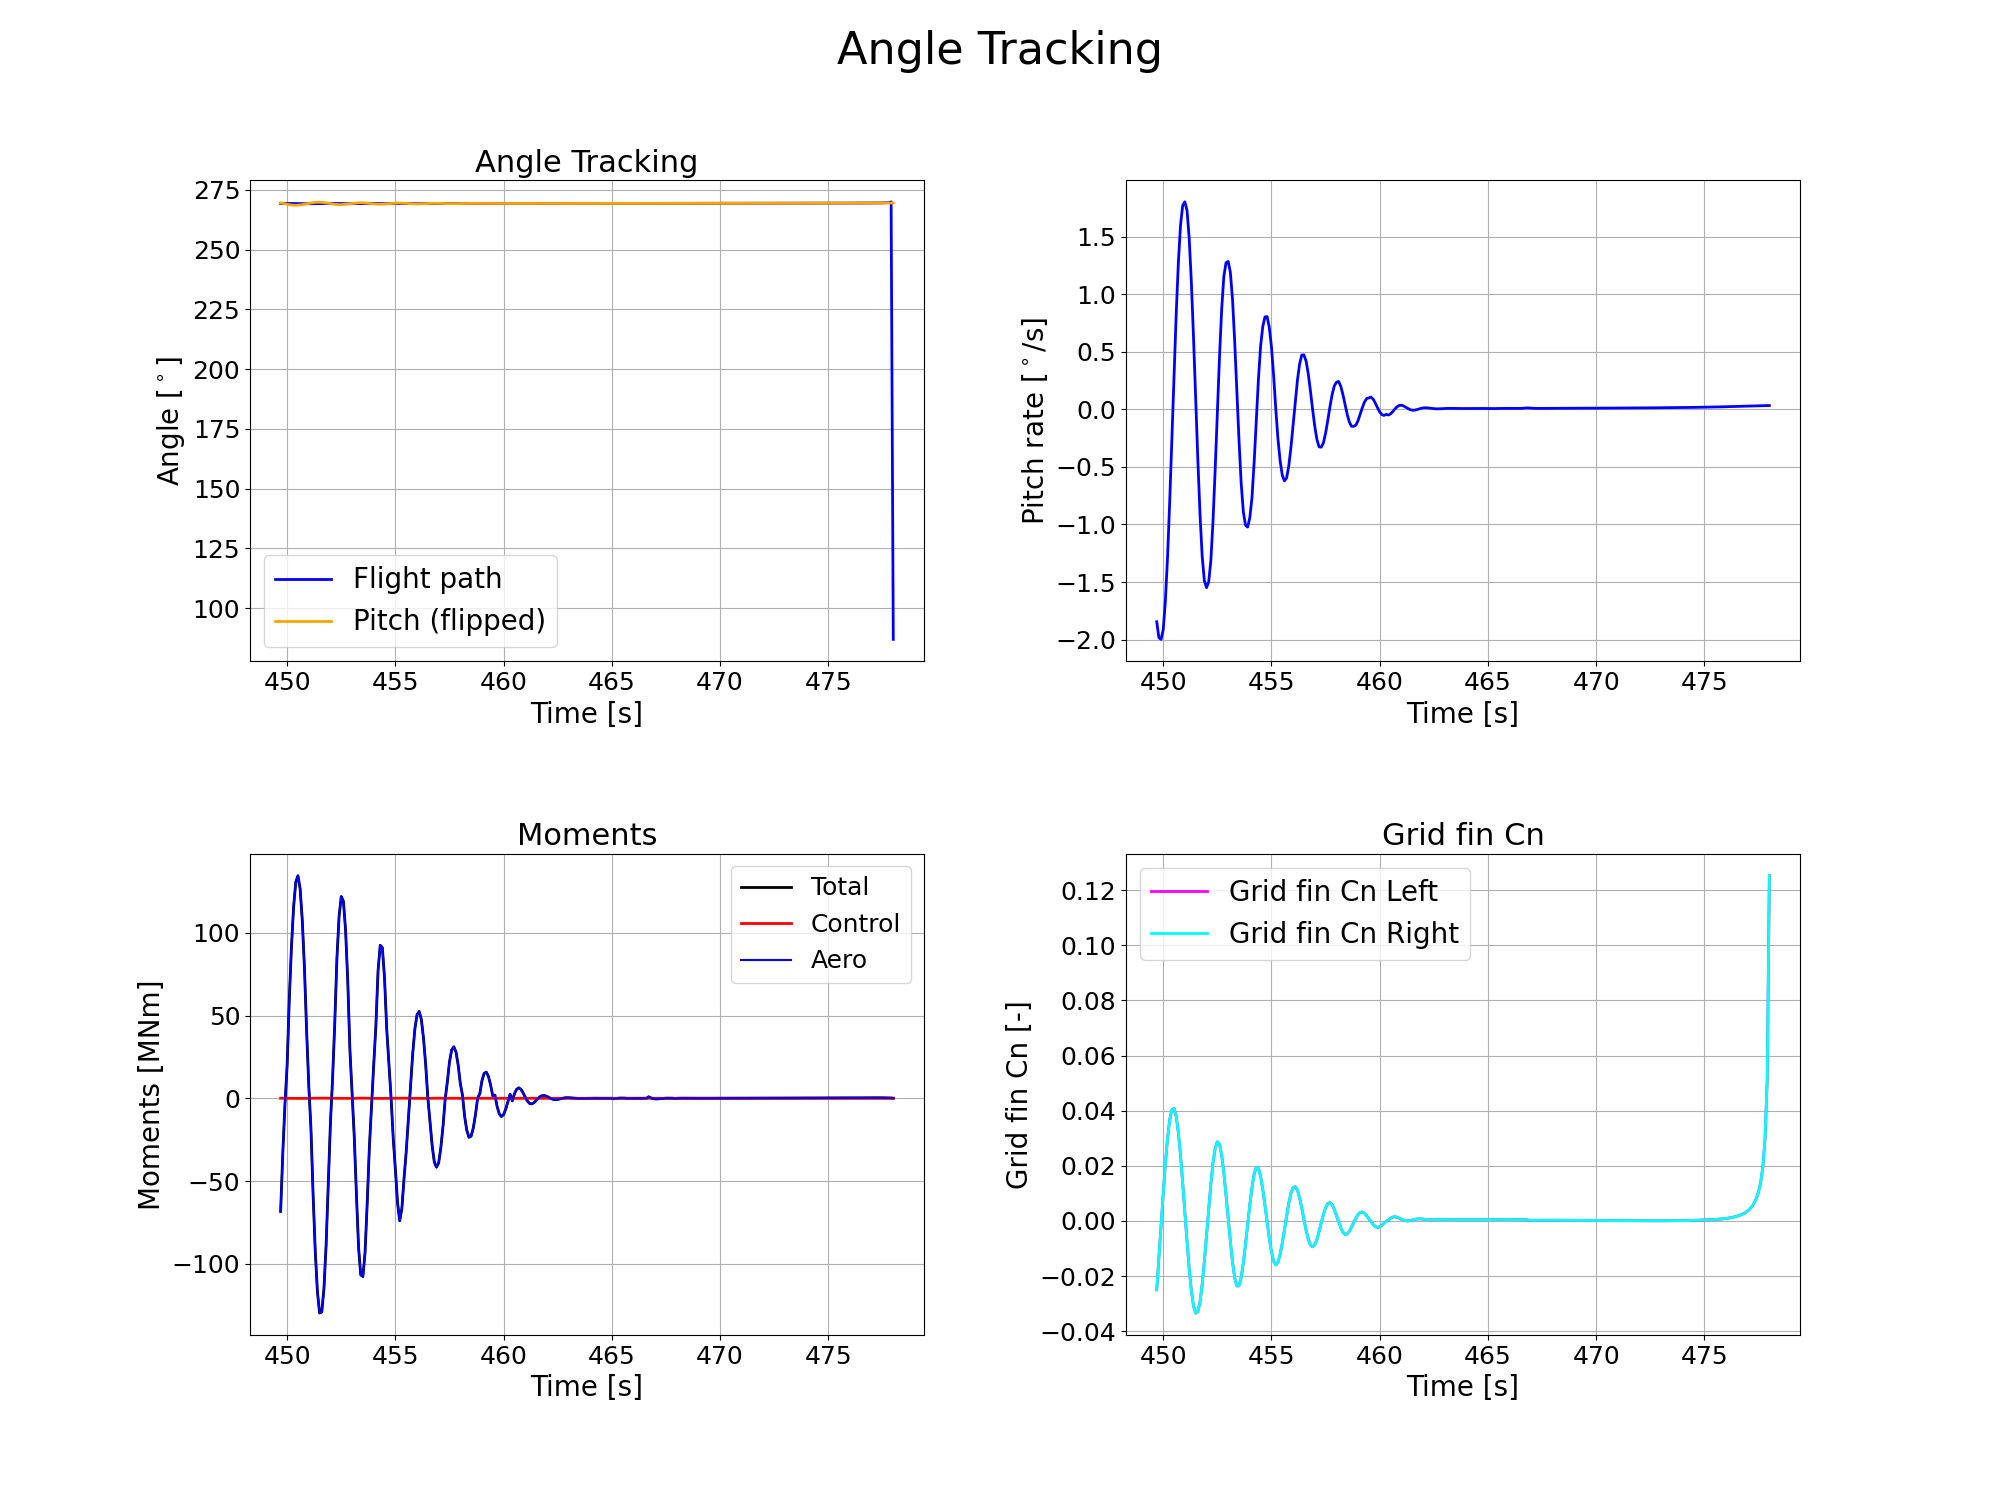 Angle Tracking
Angle Tracking
275
250
225
200
175
150
125
100
Angle [°]
Flight path
Pitch (flipped)
450 455 460 465 470 475
Time [s]
1.5
1.0
0.5
0.0
−0.5
−1.0
−1.5
−2.0
Pitch rate [°/s]
450 455 460 465 470 475
Time [s]
Moments
100
50
0
−50
−100
Moments [MNm]
Total
Control
Aero
450 455 460 465 470 475
Time [s]
Grid fin Cn
0.12
0.10
0.08
0.06
0.04
0.02
0.00
−0.02
−0.04
Grid fin Cn [-]
Grid fin Cn Left
Grid fin Cn Right
450 455 460 465 470 475
Time [s]